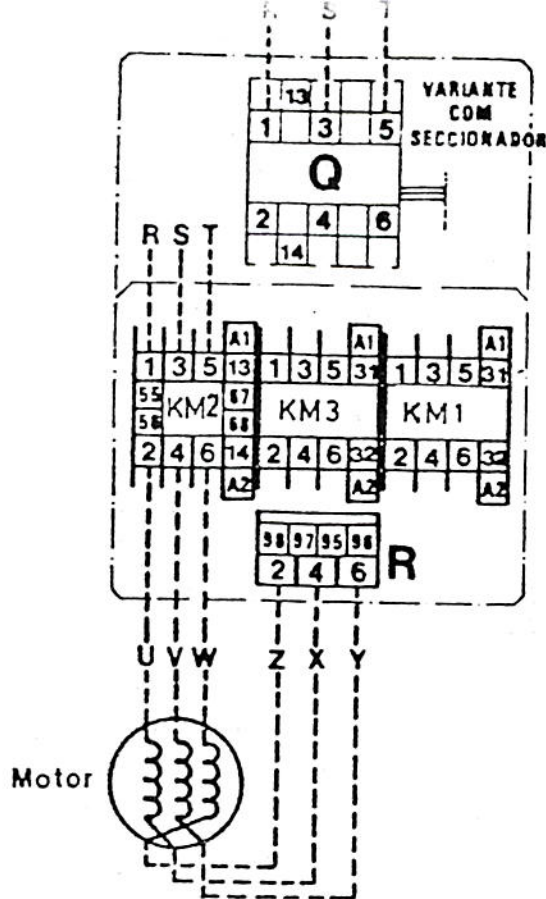 R S T
13
VARIANTE
COM
SECCIONADOR
1 3 5
Q
2 4 6
14
R S T
A1 A1 A1
1 3 5 13 1 3 5 31 1 3 5 31
55 67
KM2 KM3 KM1
56 68
2 4 6 14 2 4 6 32 2 4 6 32
A2 A2 A2
98 97 95 96
2 4 6 R
U V W Z X Y
Motor